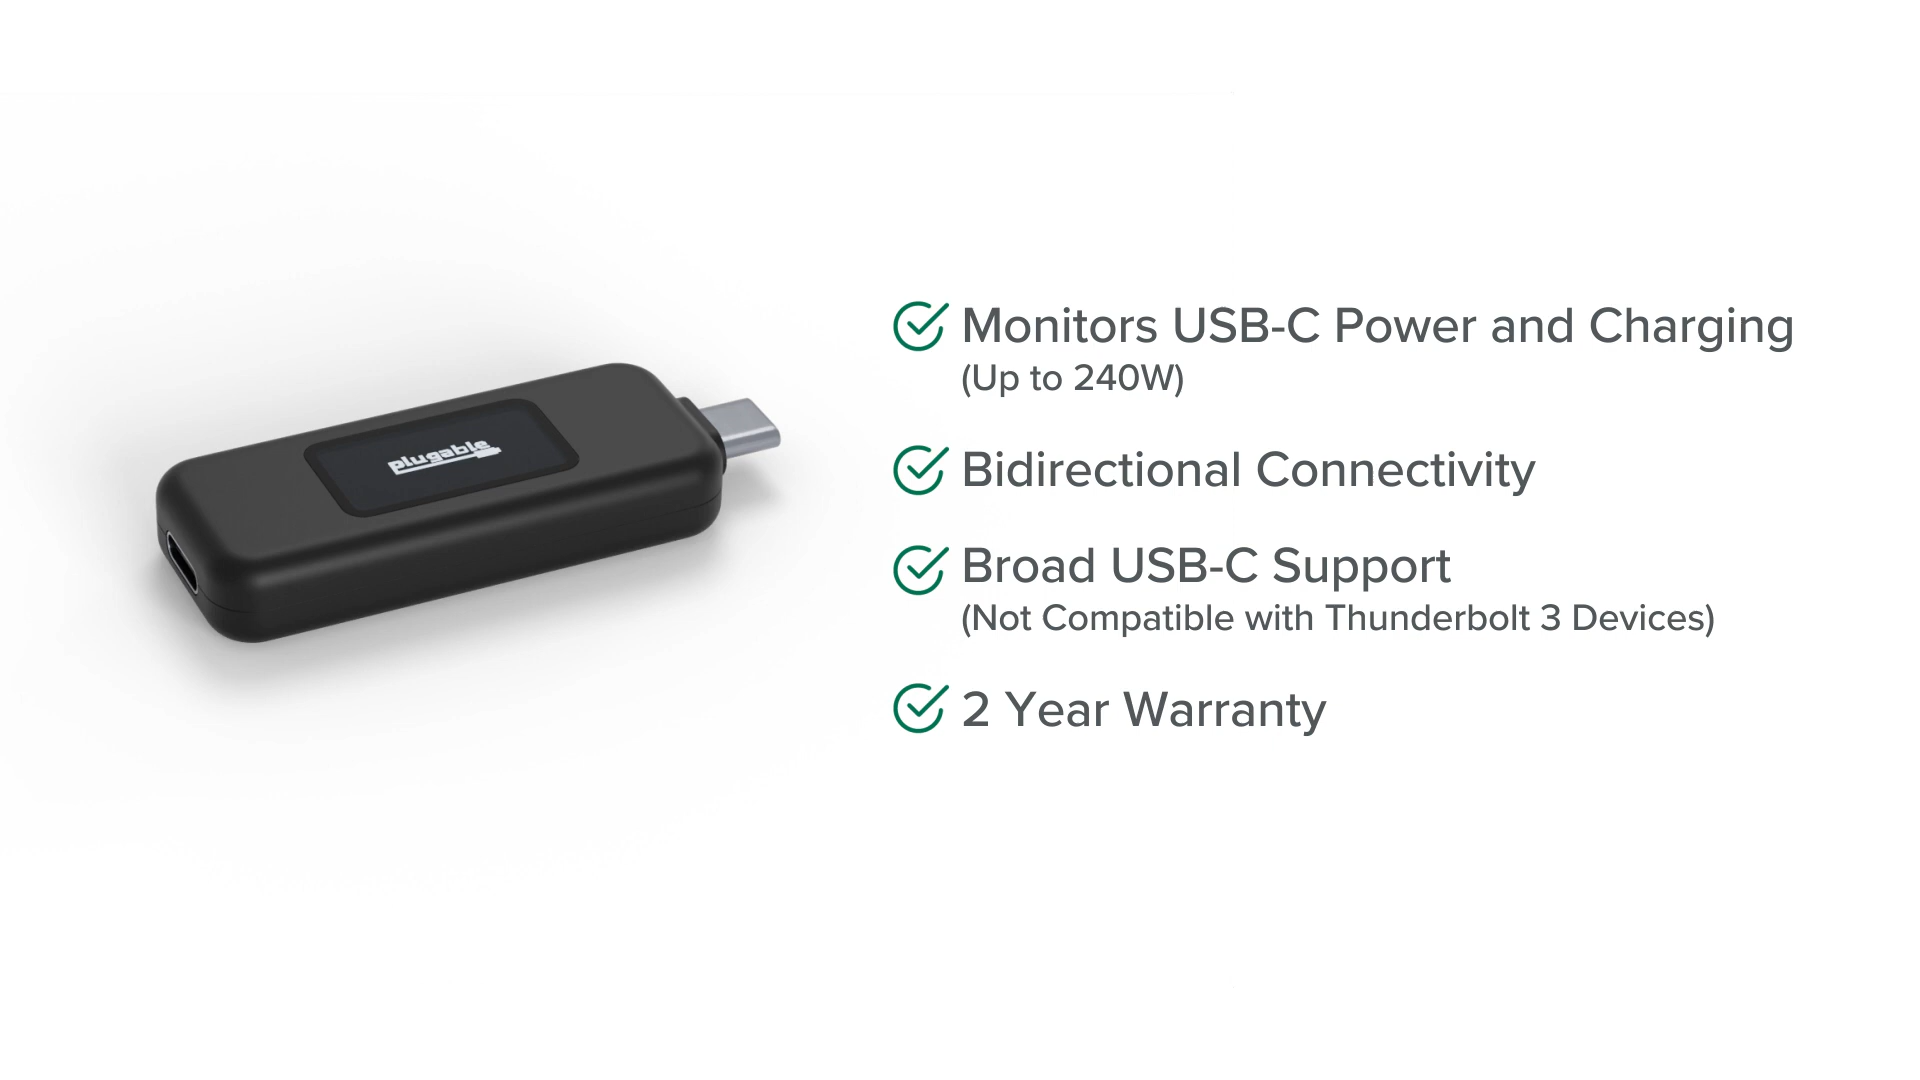 plugable
Monitors USB-C Power and Charging
(Up to 240W)
Bidirectional Connectivity
Broad USB-C Support
(Not Compatible with Thunderbolt 3 Devices)
2 Year Warranty